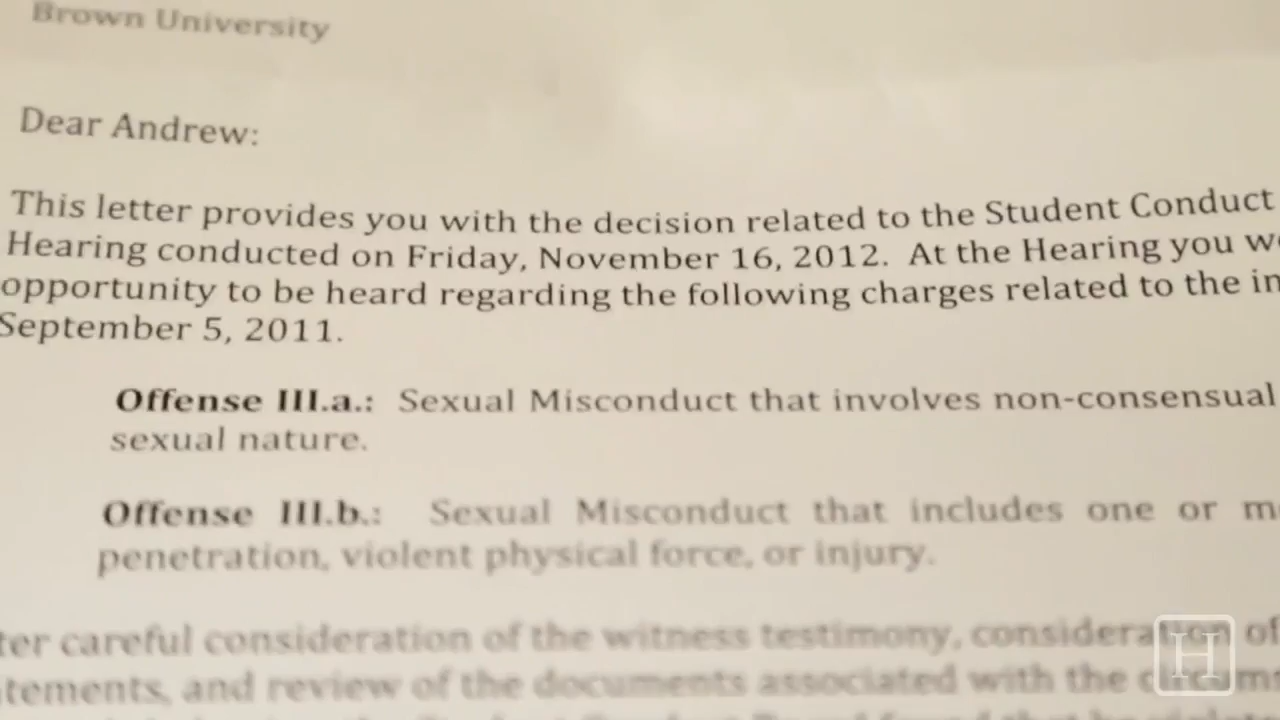 Brown University
Dear Andrew:
This letter provides you with the decision related to the Student Conduct
Hearing conducted on Friday, November 16, 2012. At the Hearing you
opportunity to be heard regarding the following charges related to the
September 5, 2011.
Offense III.a.: Sexual Misconduct that involves non-consensual
sexual nature.
Offense III.b.: Sexual Misconduct that includes one or
penetration, violent physical force, or injury.
careful consideration of the witness testimony, consideration of
and review of the documents associated with the
H